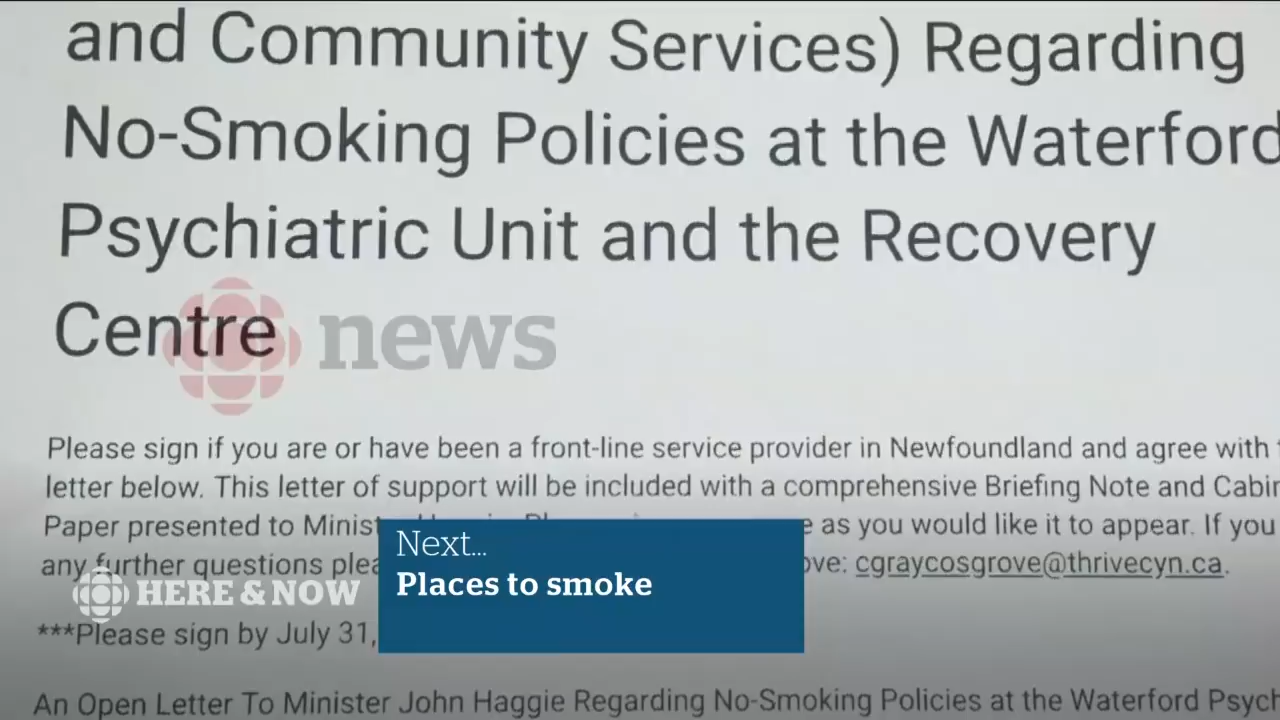 and Community Services) Regarding
No-Smoking Policies at the Waterford
Psychiatric Unit and the Recovery
Centre
news
Please sign if you are or have been a front-line service provider in Newfoundland and agree with
letter below. This letter of support will be included with a comprehensive Briefing Note and
Paper presented to as you would like it to appear. If you
any further questions cgraycosgrove@thrivecyn.ca.
Next...
Places to smoke
HERE & NOW
***Please sign by July 31,
An Open Letter To Minister John Haggie Regarding No-Smoking Policies at the Waterford